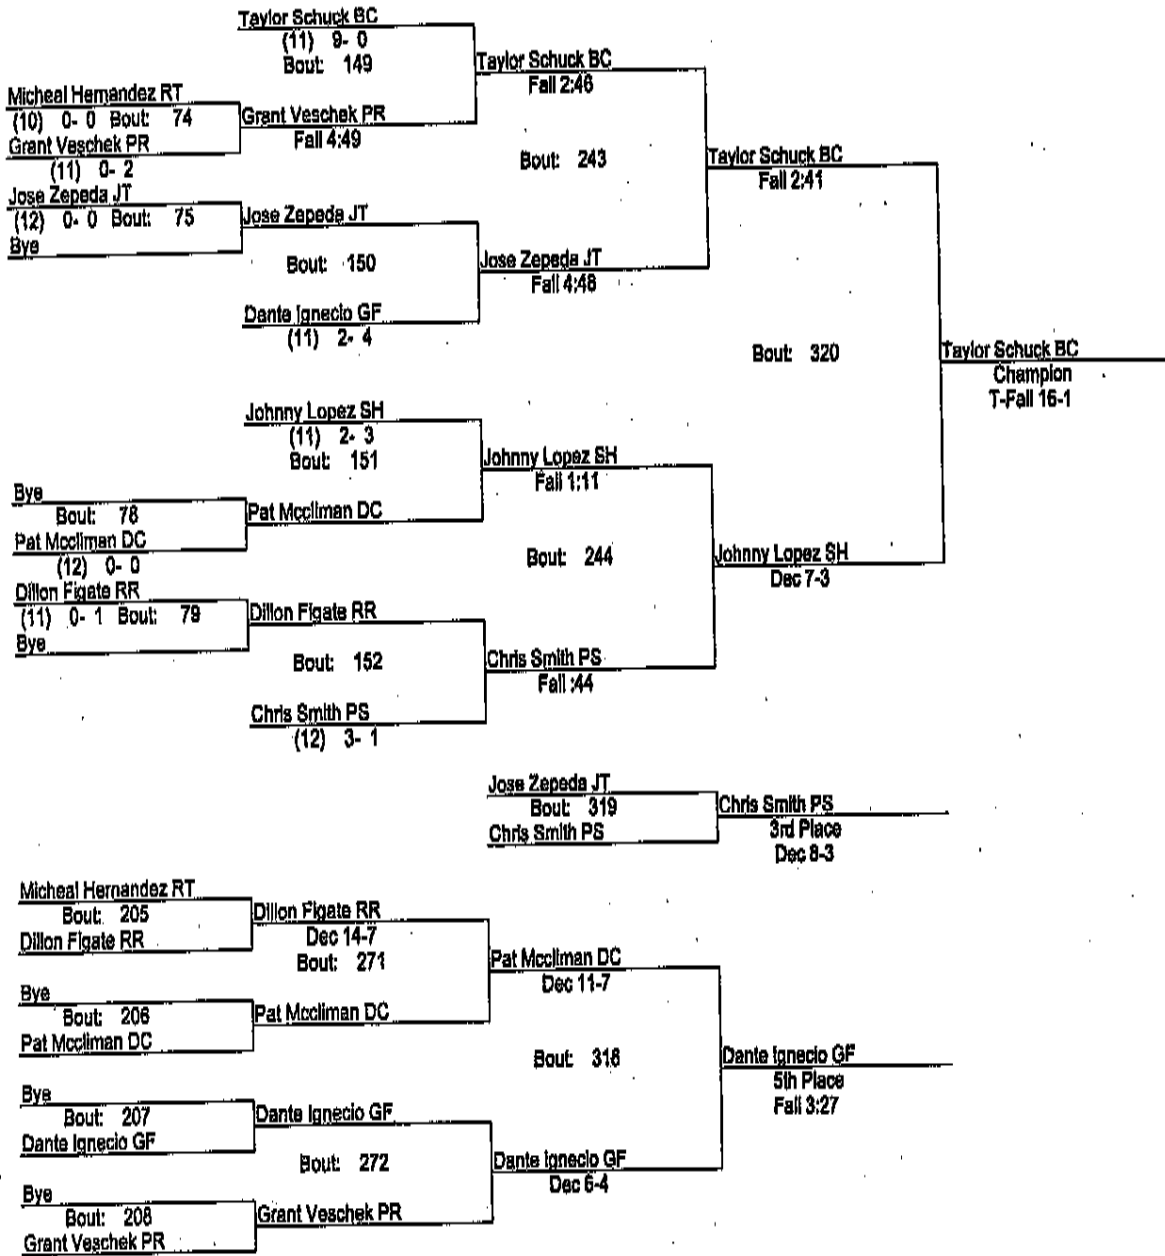 Taylor Schuck BC
(11) 9- 0
Bout: 149
Taylor Schuck BC
Fall 2:46
Micheal Hernandez RT
(10) 0- 0 Bout: 74
Grant Veschek PR
Fall 4:49
Grant Veschek PR
(11) 0- 2
Bout: 243
Taylor Schuck BC
Fall 2:41
Jose Zepeda JT
(12) 0- 0 Bout: 75
Jose Zepeda JT
Bye
Bout: 150
Jose Zepeda JT
Fall 4:48
Dante Ignecio GF
(11) 2- 4
Bout: 320
Taylor Schuck BC
Champion
T-Fall 16-1
Johnny Lopez SH
(11) 2- 3
Bout: 151
Johnny Lopez SH
Fall 1:11
Bye
Bout: 78
Pat Mccliman DC
Pat Mccliman DC
(12) 0- 0
Bout: 244
Johnny Lopez SH
Dec 7-3
Dillon Figate RR
(11) 0- 1 Bout: 79
Dillon Figate RR
Bye
Bout: 152
Chris Smith PS
Fall :44
Chris Smith PS
(12) 3- 1
Jose Zepeda JT
Bout: 319
Chris Smith PS
Chris Smith PS
3rd Place
Dec 8-3
Micheal Hernandez RT
Bout: 205
Dillon Figate RR
Dillon Figate RR
Dec 14-7
Bout: 271
Pat Mccliman DC
Dec 11-7
Bye
Bout: 206
Pat Mccliman DC
Pat Mccliman DC
Bout: 318
Dante Ignecio GF
5th Place
Fall 3:27
Bye
Bout: 207
Dante Ignecio GF
Dante Ignecio GF
Bout: 272
Dante Ignecio GF
Dec 6-4
Bye
Bout: 208
Grant Veschek PR
Grant Veschek PR